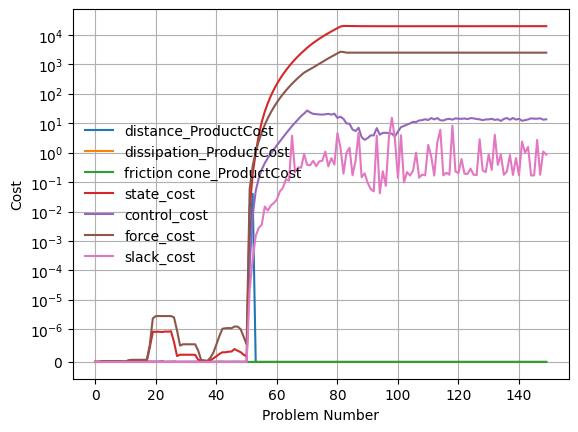 10⁴
10³
10²
10¹
10⁰
10⁻¹
10⁻²
10⁻³
10⁻⁴
10⁻⁵
10⁻⁶
0
Cost
distance_ProductCost
dissipation_ProductCost
friction cone_ProductCost
state_cost
control_cost
force_cost
slack_cost
0 20 40 60 80 100 120 140
Problem Number